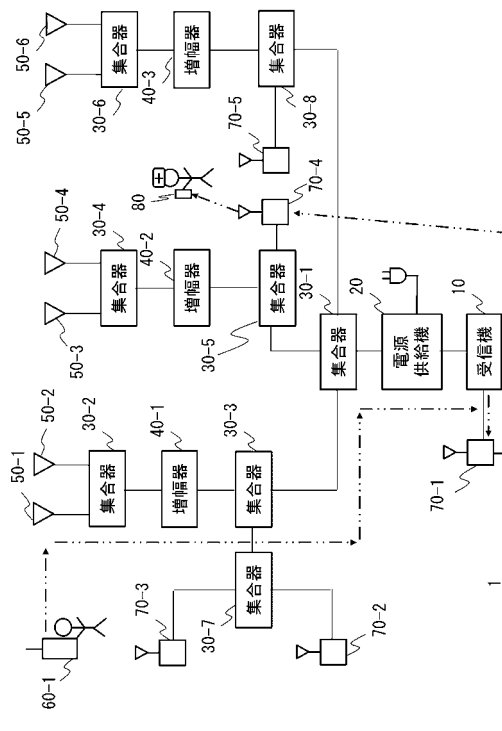 50-1
50-2
50-3
50-4
50-5
50-6
30-2
集合器
30-4
集合器
30-6
集合器
40-1
増幅器
40-2
増幅器
40-3
増幅器
60-1
70-3
30-7
集合器
70-2
30-3
集合器
30-5
集合器
80
70-4
70-5
30-8
集合器
30-1
集合器
20
電源
供給機
10
受信機
70-1
1